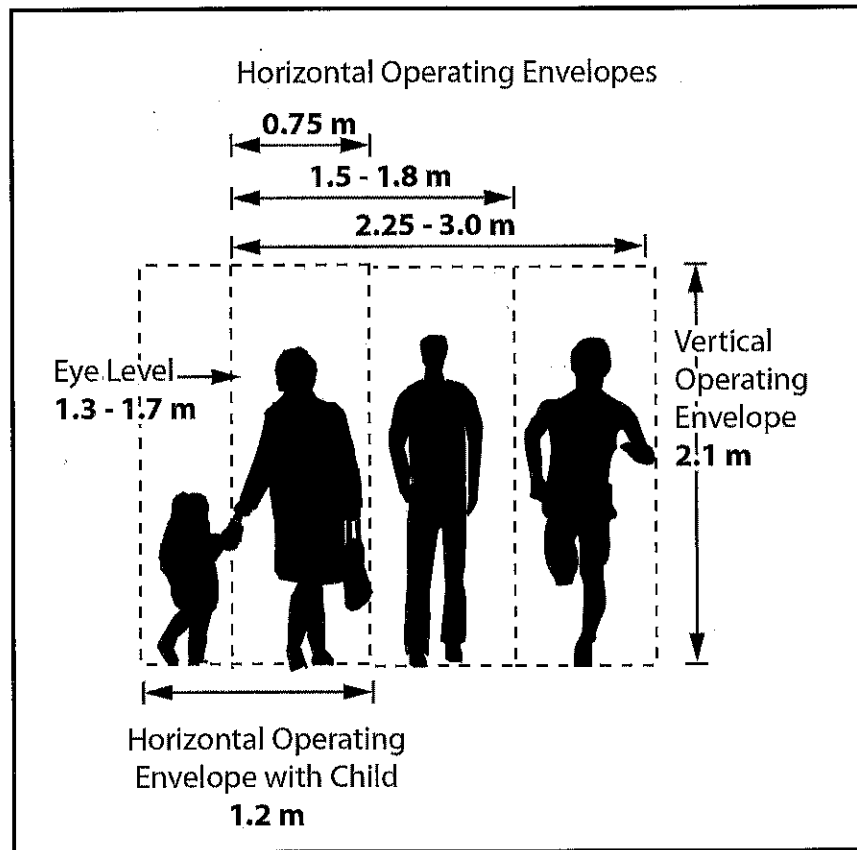 Horizontal Operating Envelopes
0.75 m
1.5 - 1.8 m
2.25 - 3.0 m
Eye Level
1.3 - 1.7 m
Vertical
Operating
Envelope
2.1 m
Horizontal Operating
Envelope with Child
1.2 m